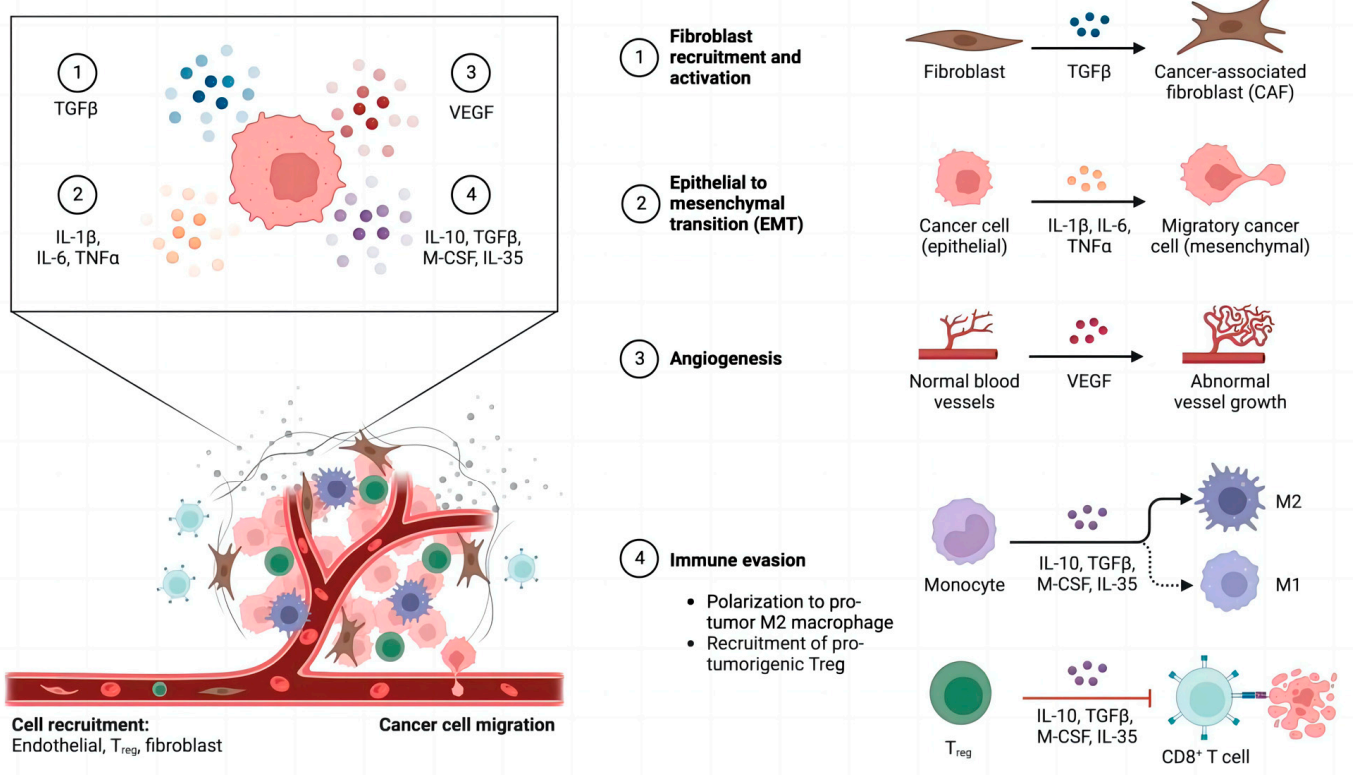 1
TGFβ
3
VEGF
2
IL-1β,
IL-6, TNFα
4
IL-10, TGFβ,
M-CSF, IL-35
Cell recruitment:
Endothelial, Treg, fibroblast
Cancer cell migration
1
Fibroblast
recruitment and
activation
Fibroblast
TGFβ
Cancer-associated
fibroblast (CAF)
2
Epithelial to
mesenchymal
transition (EMT)
Cancer cell
(epithelial)
IL-1β, IL-6,
TNFα
Migratory cancer
cell (mesenchymal)
3
Angiogenesis
Normal blood
vessels
VEGF
Abnormal
vessel growth
4
Immune evasion
• Polarization to pro-
tumor M2 macrophage
• Recruitment of pro-
tumorigenic Treg
Monocyte
IL-10, TGFβ,
M-CSF, IL-35
M2
M1
Treg
IL-10, TGFβ,
M-CSF, IL-35
CD8⁺ T cell